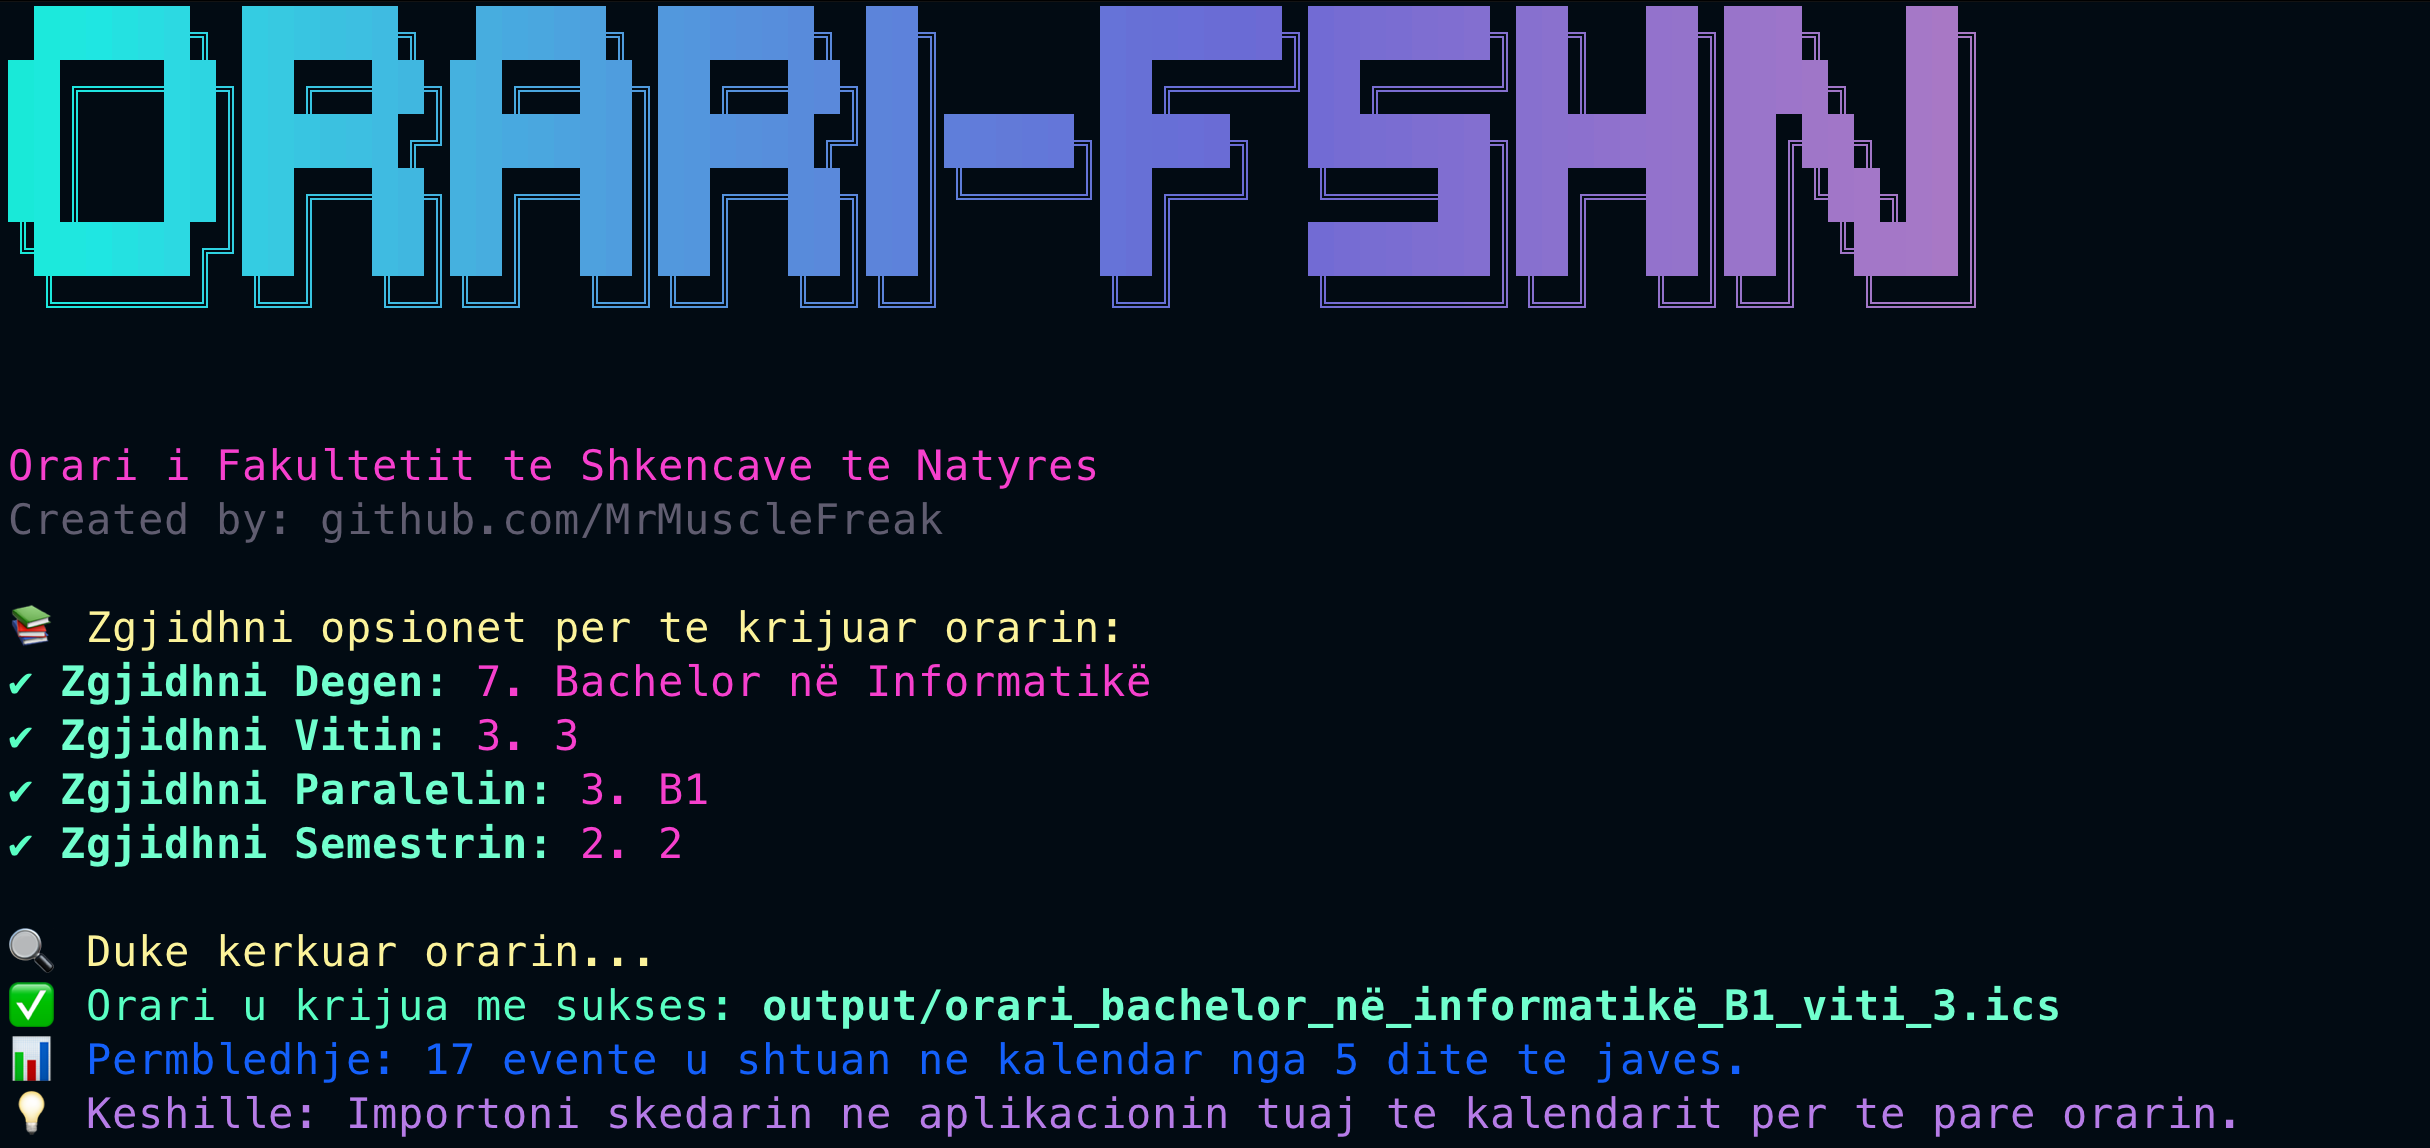 ORARI-FSHN
Orari i Fakultetit te Shkencave te Natyres
Created by: github.com/MrMuscleFreak
📚 Zgjidhni opsionet per te krijuar orarin:
✔ Zgjidhni Degen: 7. Bachelor në Informatikë
✔ Zgjidhni Vitin: 3. 3
✔ Zgjidhni Paralelin: 3. B1
✔ Zgjidhni Semestrin: 2. 2
🔍 Duke kerkuar orarin...
✅ Orari u krijua me sukses: output/orari_bachelor_në_informatikë_B1_viti_3.ics
📊 Permbledhje: 17 evente u shtuan ne kalendar nga 5 dite te javes.
💡 Keshille: Importoni skedarin ne aplikacionin tuaj te kalendarit per te pare orarin.